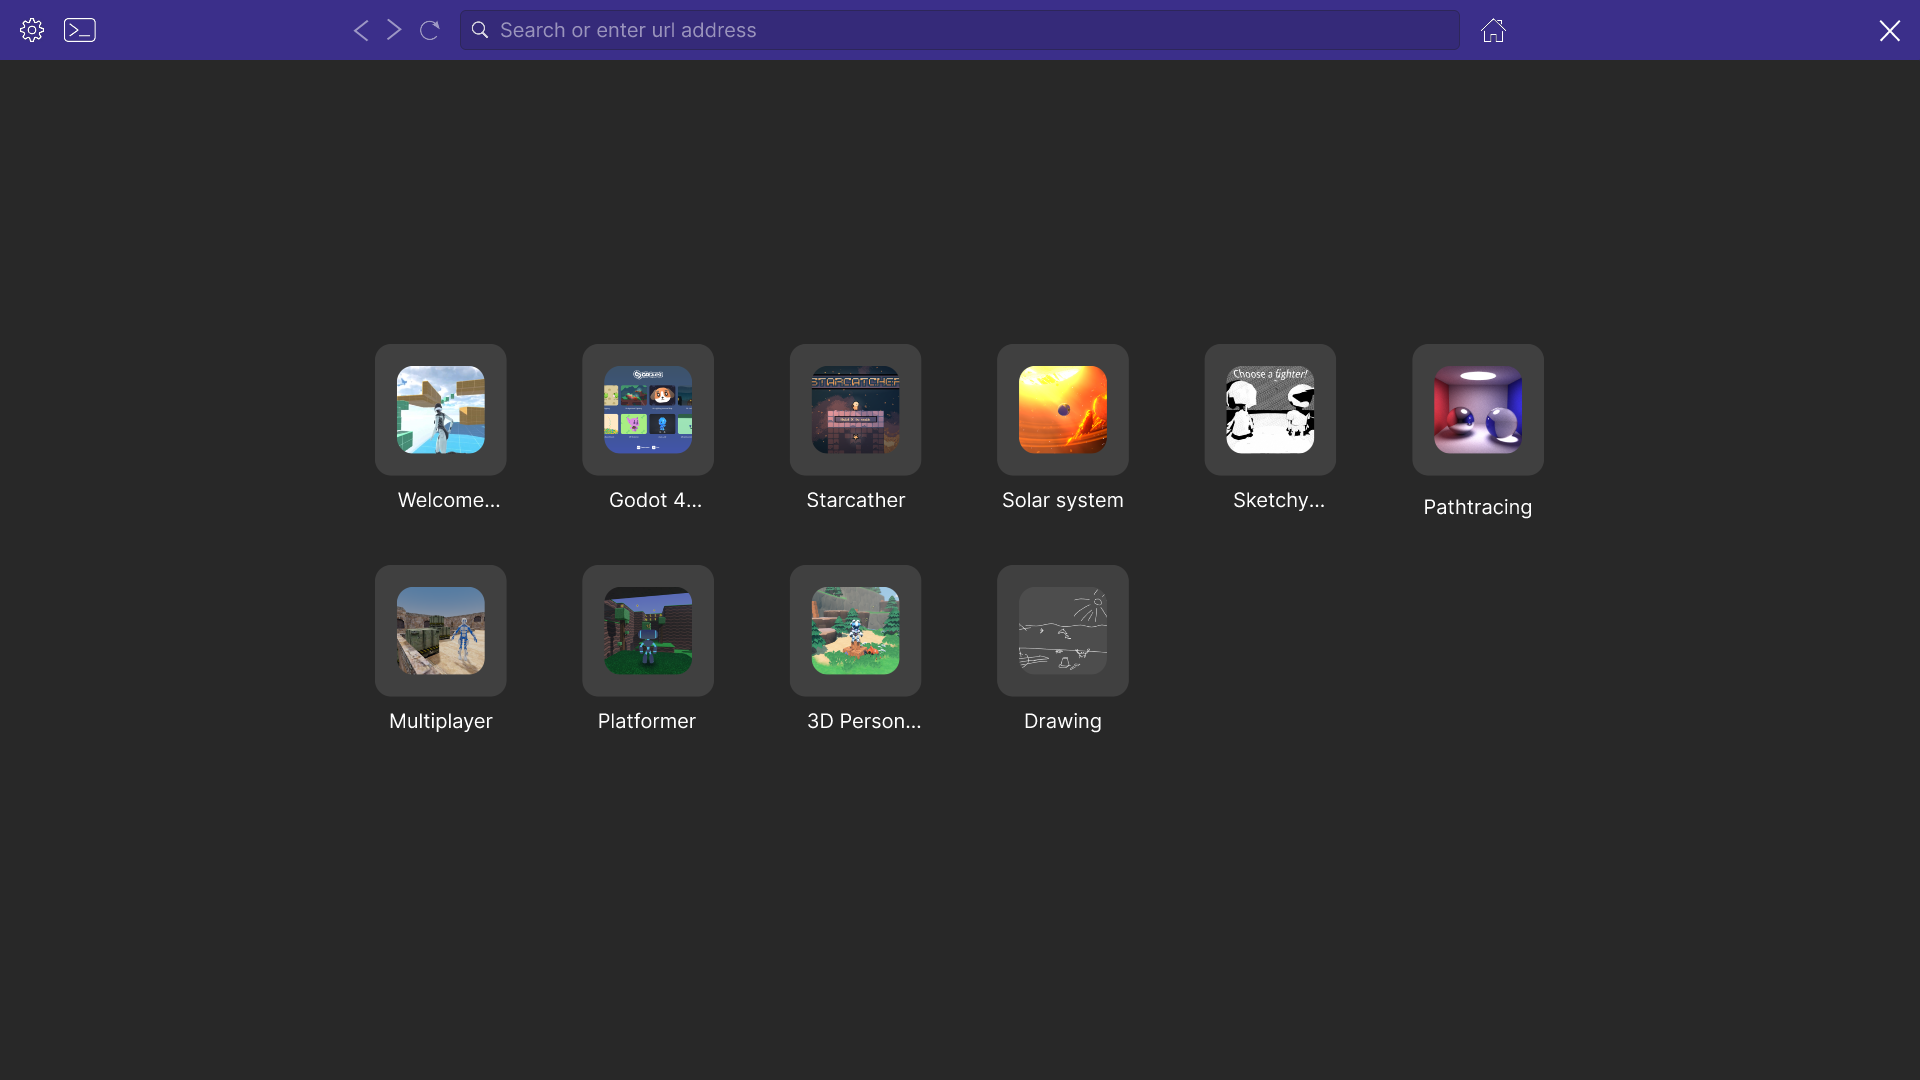 Search or enter url address
STARCATCHER
Choose a fighter!
Welcome...
Godot 4...
Starcather
Solar system
Sketchy...
Pathtracing
Multiplayer
Platformer
3D Person...
Drawing